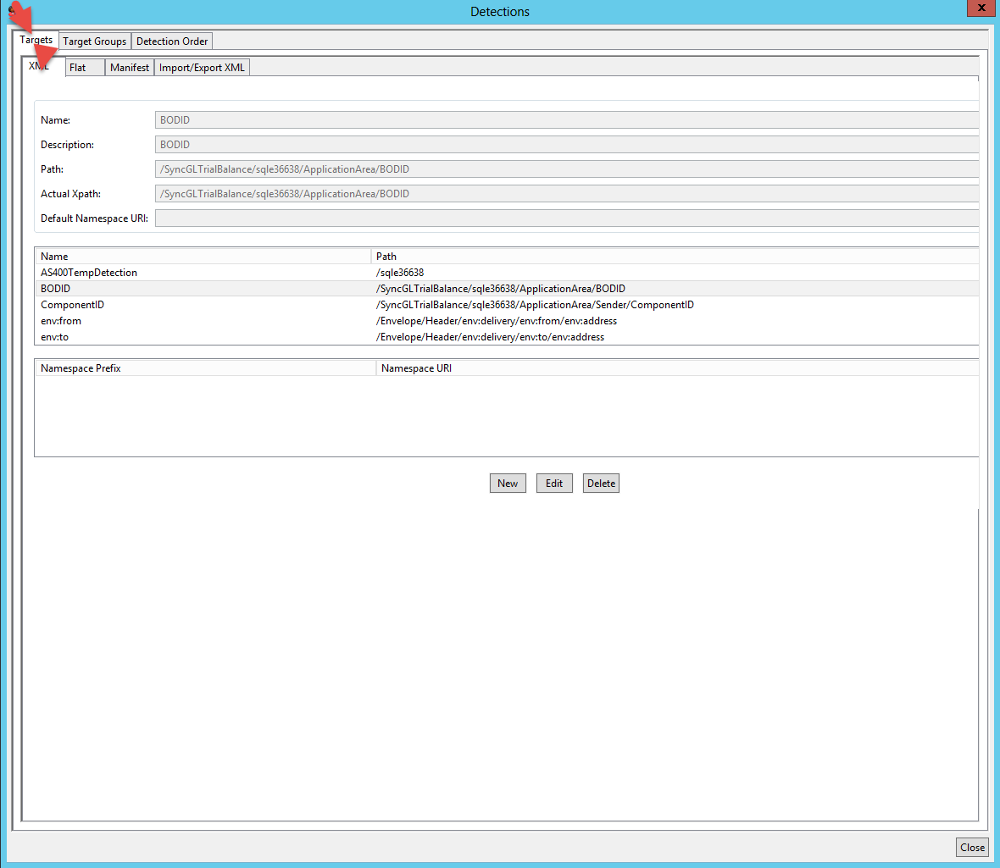 Detections
x
Targets Target Groups Detection Order
XML Flat Manifest Import/Export XML
Name: BODID
Description: BODID
Path: /SyncGLTrialBalance/sqle36638/ApplicationArea/BODID
Actual Xpath: /SyncGLTrialBalance/sqle36638/ApplicationArea/BODID
Default Namespace URI:
Name Path
AS400TempDetection /sqle36638
BODID /SyncGLTrialBalance/sqle36638/ApplicationArea/BODID
ComponentID /SyncGLTrialBalance/sqle36638/ApplicationArea/Sender/ComponentID
env:from /Envelope/Header/env:delivery/env:from/env:address
env:to /Envelope/Header/env:delivery/env:to/env:address
Namespace Prefix Namespace URI
New Edit Delete
Close